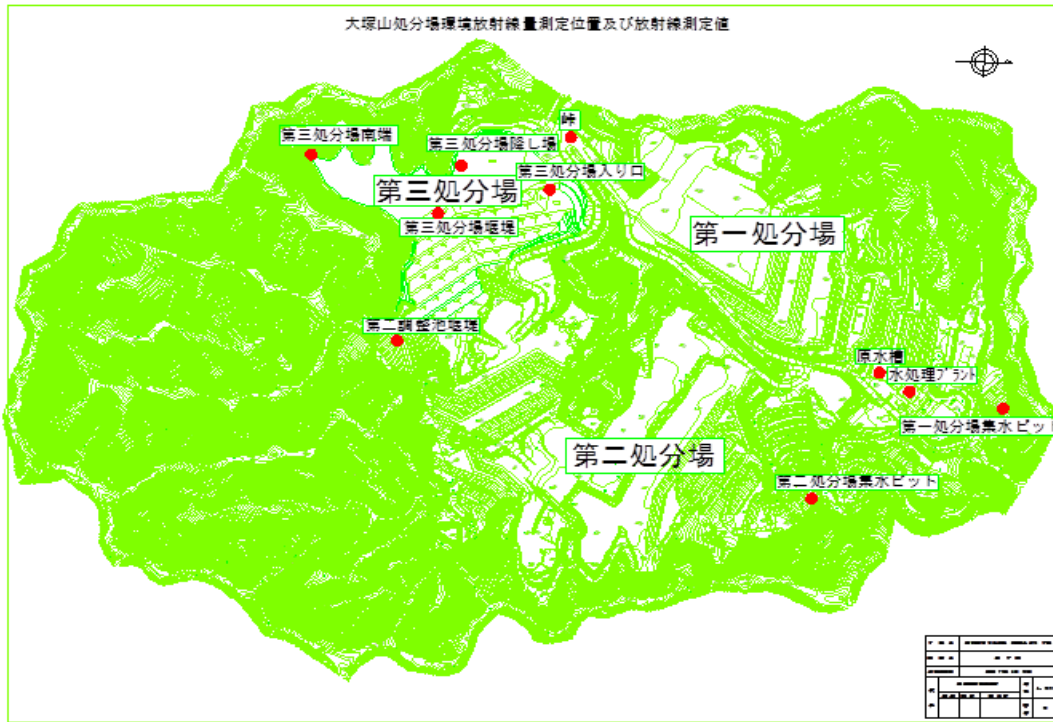 大塚山処分場環境放射線量測定位置及び放射線測定値
峠
第三処分場南端
第三処分場降し場
第三処分場入り口
第三処分場
第三処分場堰堤
第一処分場
第二調整池堰堤
原水槽
水処理プラント
第一処分場集水ピット
第二処分場
第二処分場集水ピット